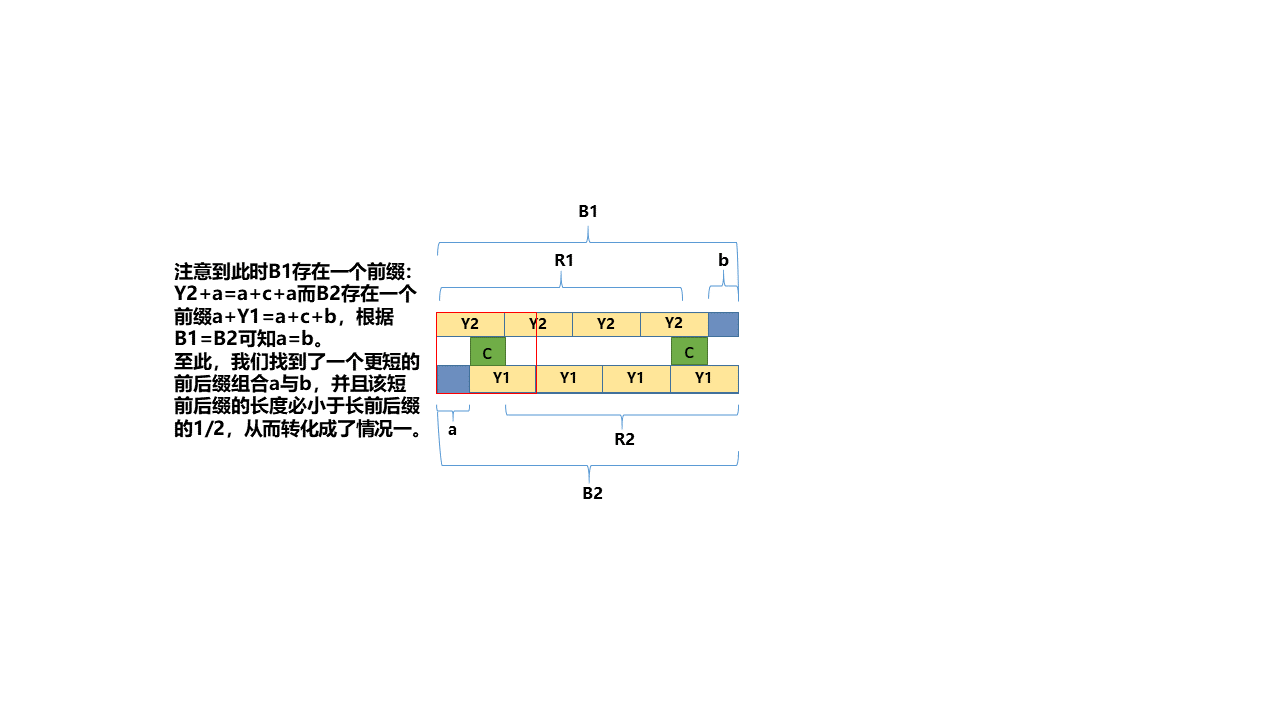 B1
R1
b
注意到此时B1存在一个前缀：
Y2+a=a+c+a而B2存在一个
前缀a+Y1=a+c+b，根据
B1=B2可知a=b。
至此，我们找到了一个更短的
前后缀组合a与b，并且该短
前后缀的长度必小于长前后缀
的1/2，从而转化成了情况一。
Y2 Y2 Y2 Y2
C C
Y1 Y1 Y1 Y1
a
R2
B2